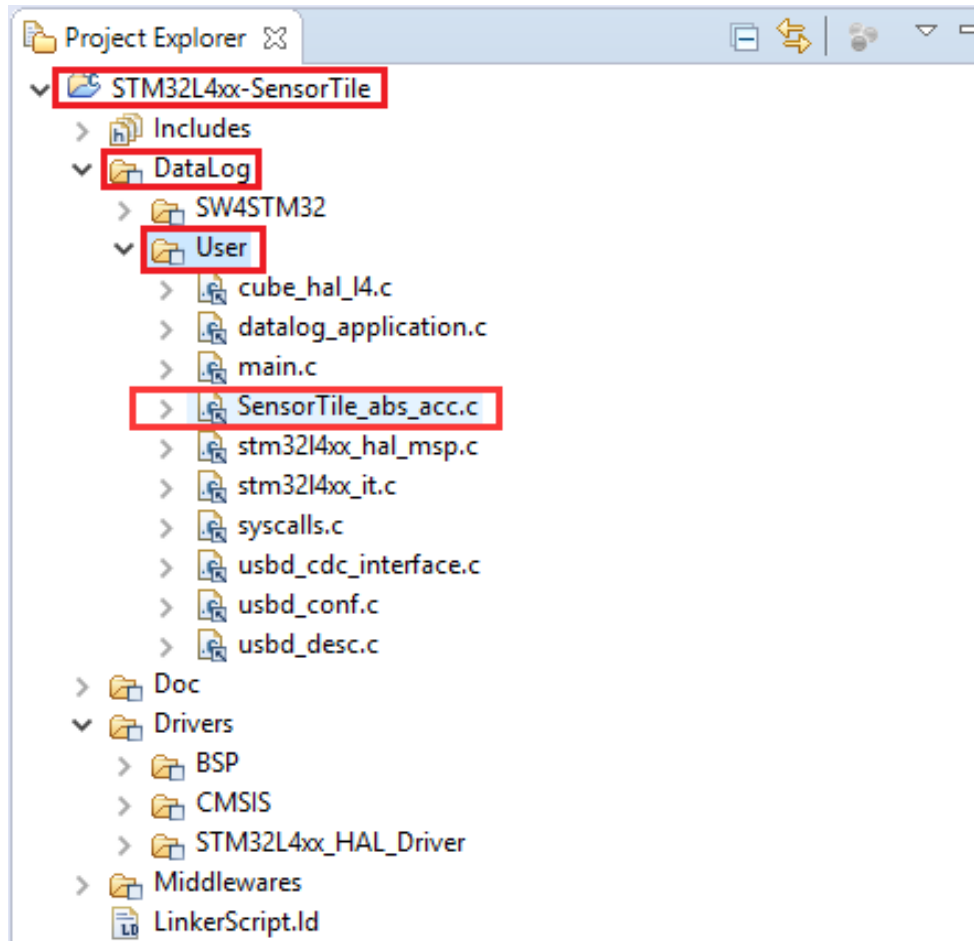 Project Explorer
STM32L4xx-SensorTile
Includes
DataLog
SW4STM32
User
cube_hal_l4.c
datalog_application.c
main.c
SensorTile_abs_acc.c
stm32l4xx_hal_msp.c
stm32l4xx_it.c
syscalls.c
usbd_cdc_interface.c
usbd_conf.c
usbd_desc.c
Doc
Drivers
BSP
CMSIS
STM32L4xx_HAL_Driver
Middlewares
LinkerScript.ld